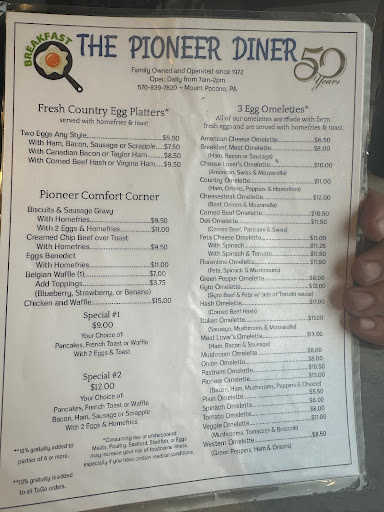 BREAKFAST
THE PIONEER DINER
50 Years
Family Owned and Operated since 1972
Open Daily from 7am-2pm
570-839-7620 ~ Mount Pocono, PA
Fresh Country Egg Platters*
served with homefries & toast
Two Eggs Any Style $5.50
With Ham, Bacon, Sausage or Scrapple $7.50
With Canadian Bacon or Taylor Ham $8.50
With Corned Beef Hash or Virginia Ham $9.50
Pioneer Comfort Corner
Biscuits & Sausage Gravy
With Homefries $9.50
With 2 Eggs & Homefries $11.00
Creamed Chip Beef over Toast
With Homefries $9.50
Eggs Benedict
With Homefries $11.00
Belgian Waffle (1) $7.00
Add Toppings $3.75
(Blueberry, Strawberry, or Banana)
Chicken and Waffle $15.00
Special #1
$9.00
Your Choice of:
Pancakes, French Toast or Waffle
With 2 Eggs & Toast
Special #2
$12.00
Your Choice of:
Pancakes, French Toast or Waffle
Bacon, Ham, Sausage or Scrapple
With 2 Eggs & Homefries
**18% gratuity added to
parties of 6 or more.
**10% gratuity is added
to all ToGo orders.
*Consuming raw or undercooked
Meats, Poultry, Seafood, Shellfish, or Eggs
may increase your risk of foodborne illness,
especially if you have certain medical conditions.
3 Egg Omelettes*
All of our omelettes are made with farm
fresh eggs and are served with homefries & toast.
American Cheese Omelette $6.50
Breakfast Meat Omelette $8.00
(Ham, Bacon or Sausage)
Cheese Lover's Omelette $10.00
(American, Swiss & Mozzarella)
Country Omelette $11.00
(Ham, Onions, Peppers & Homefries)
Cheesesteak Omelette $12.00
(Beef, Onions & Mozzarella)
Corned Beef Omelette $10.50
Deli Omelette $11.50
(Corned Beef, Pastrami & Swiss)
Feta Cheese Omelette $11.00
With Spinach $11.25
With Spinach & Tomato $11.50
Florentine Omelette $11.50
(Feta, Spinach & Mushrooms)
Green Pepper Omelette $8.00
Gyro Omelette $12.00
(Gyro Beef & Feta w/ side of Tzatziki sauce)
Hash Omelette $11.00
(Corned Beef Hash)
Italian Omelette $11.00
(Sausage, Mushrooms & Mozzarella)
Meat Lover's Omelette $13.00
(Ham, Bacon & Sausage)
Mushroom Omelette $8.00
Onion Omelette $8.00
Pastrami Omelette $10.50
Pioneer Omelette $13.00
(Bacon, Ham, Mushrooms, Peppers & Cheese)
Plain Omelette $5.50
Spinach Omelette $8.00
Tomato Omelette $8.00
Veggie Omelette $11.00
(Mushrooms, Tomatoes & Broccoli)
Western Omelette $8.50
(Green Peppers, Ham & Onions)